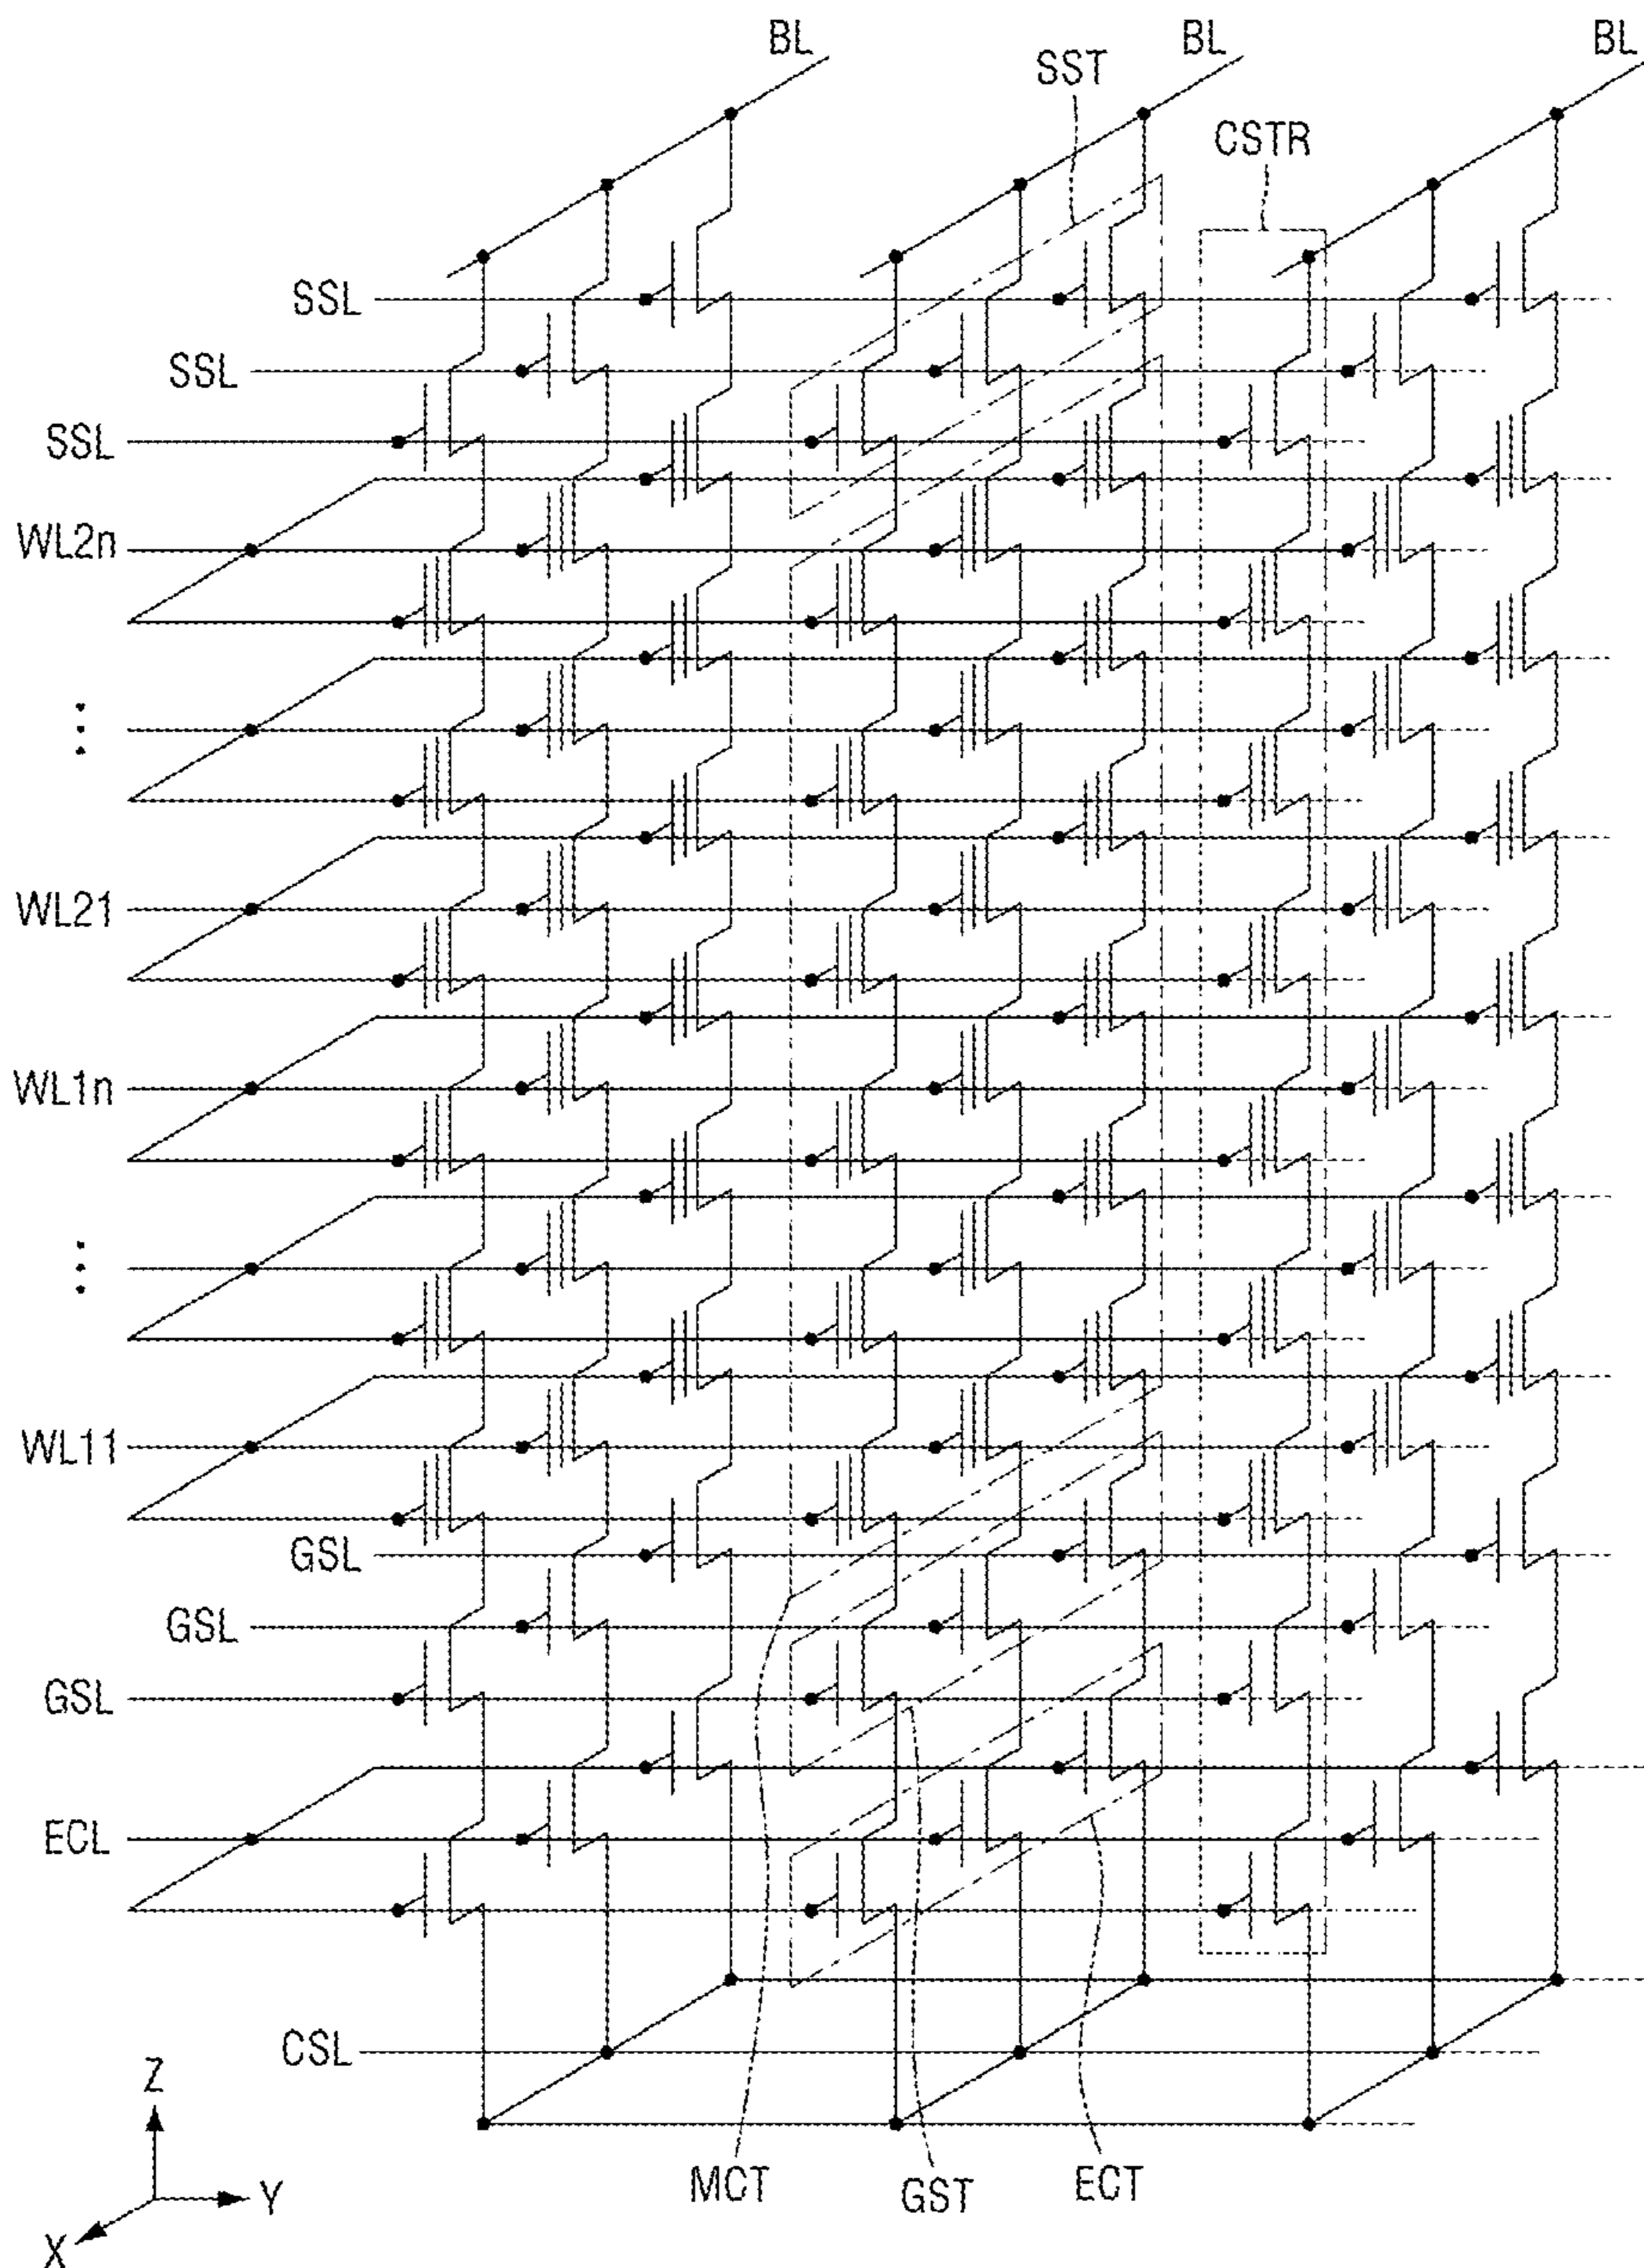 BL
BL
BL
SST
CSTR
SSL
SSL
SSL
WL2n
⋮
WL21
WL1n
⋮
WL11
GSL
GSL
GSL
ECL
CSL
Z
Y
X
MCT
GST
ECT